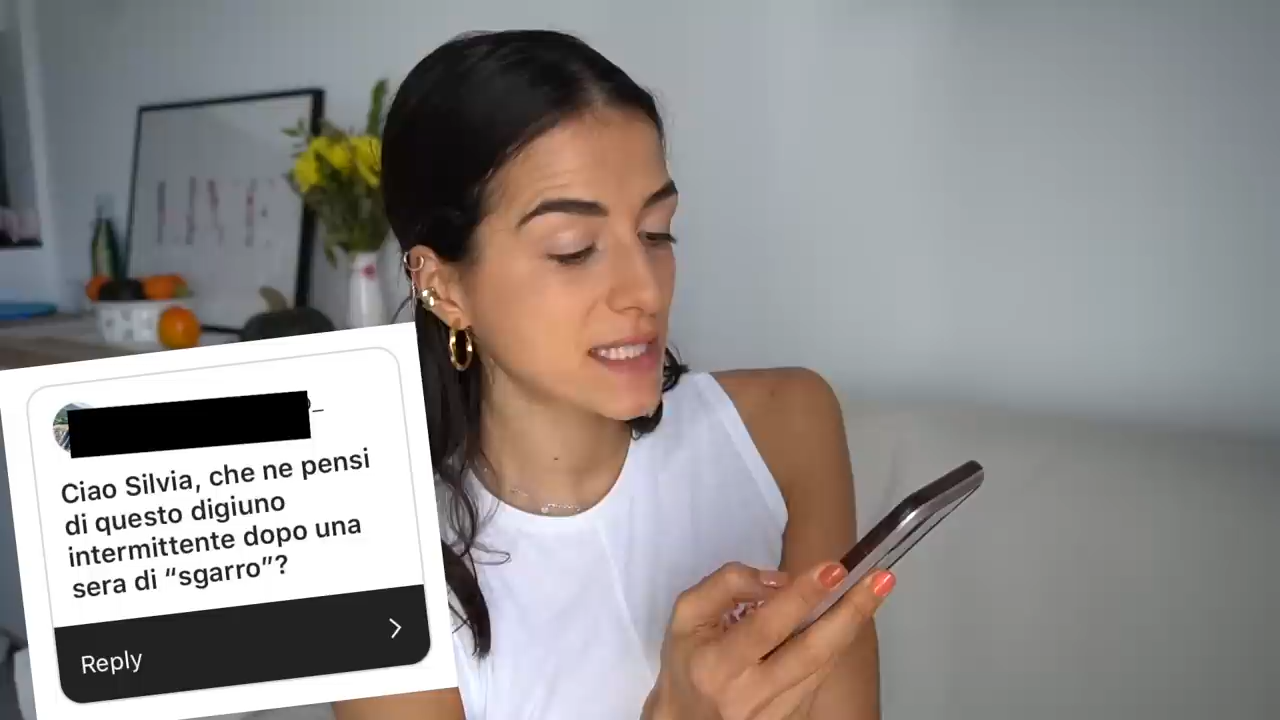 Ciao Silvia, che ne pensi
di questo digiuno
intermittente dopo una
sera di “sgarro”?
Reply